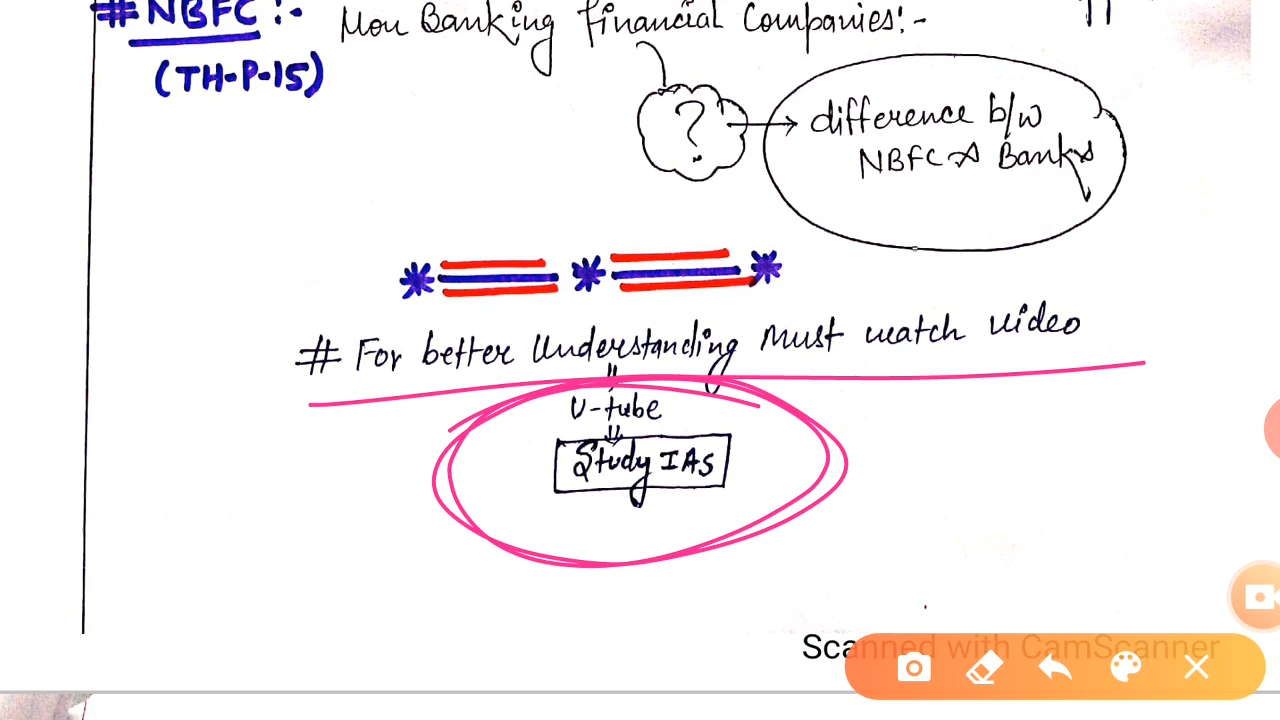 # NBFC :- Non Banking financial Companies:-
(TH-P-15)
?
difference b/w
NBFC & Banks
# For better Understanding Must watch video
U-tube
Study IAS
Scanned with CamScanner